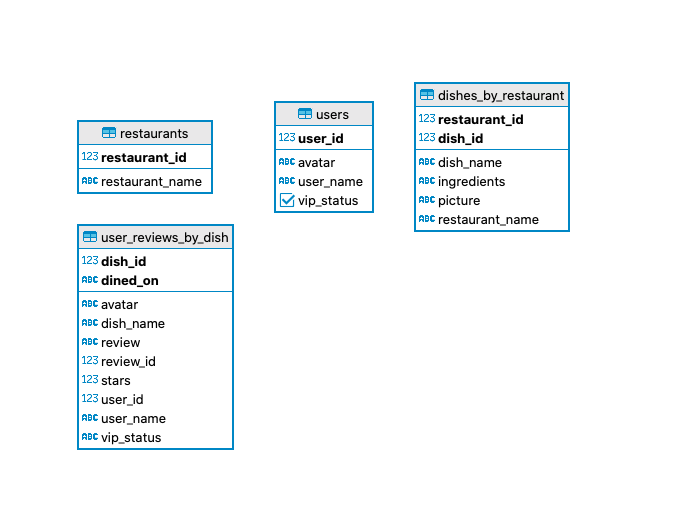 restaurants
123 restaurant_id
ABC restaurant_name
users
123 user_id
ABC avatar
ABC user_name
vip_status
dishes_by_restaurant
123 restaurant_id
123 dish_id
ABC dish_name
ABC ingredients
ABC picture
ABC restaurant_name
user_reviews_by_dish
123 dish_id
ABC dined_on
ABC avatar
ABC dish_name
ABC review
123 review_id
123 stars
123 user_id
ABC user_name
ABC vip_status